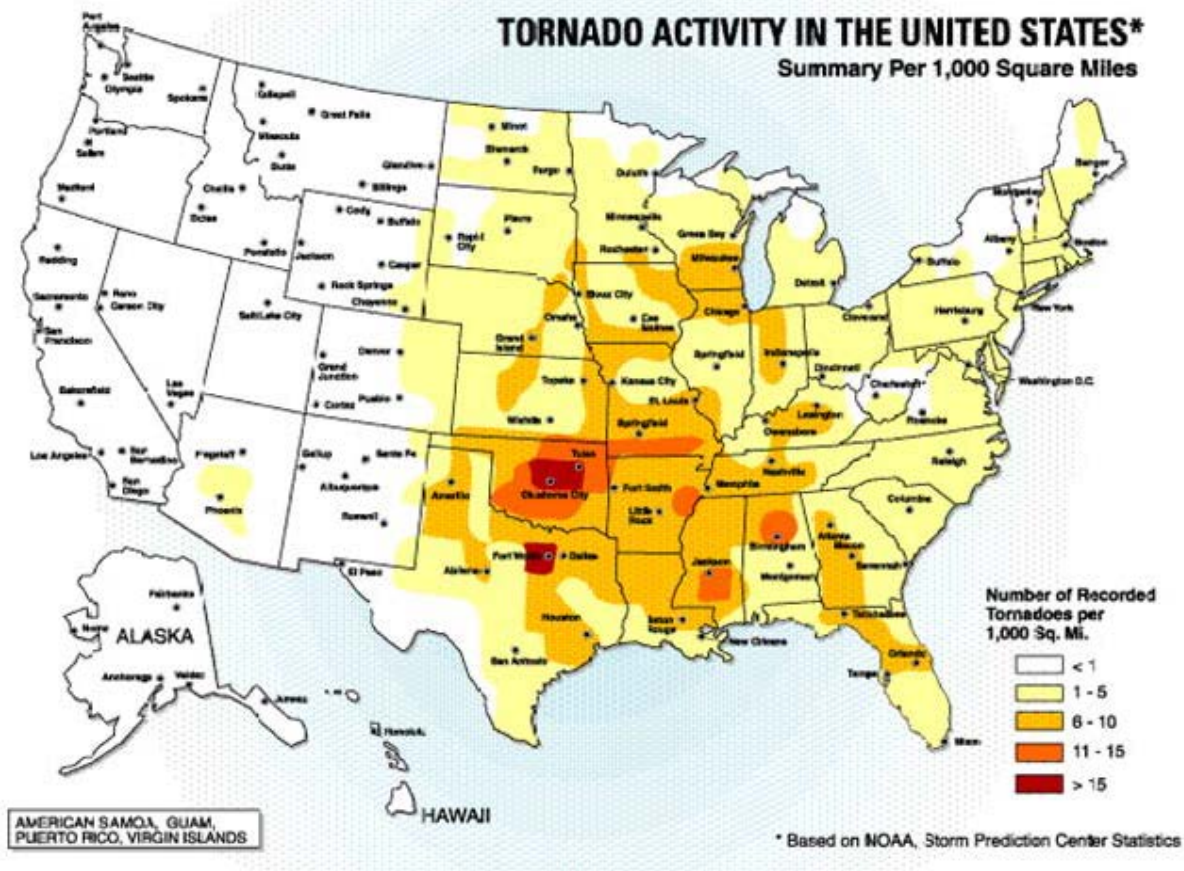 TORNADO ACTIVITY IN THE UNITED STATES*
Summary Per 1,000 Square Miles
Port Angeles
Seattle
Olympia
Spokane
Portland
Salem
Medford
Kalispell
Great Falls
Missoula
Butte
Glendive
Billings
Challis
Boise
Pocatello
Jackson
Cody
Buffalo
Casper
Rock Springs
Cheyenne
Minot
Bismarck
Fargo
Pierre
Rapid City
Duluth
Minneapolis
Rochester
Green Bay
Milwaukee
Chicago
Detroit
Cleveland
Buffalo
Albany
Montpelier
Bangor
Boston
New York
Harrisburg
Washington D.C.
Redding
Sacramento
San Francisco
Reno
Carson City
Salt Lake City
Las Vegas
Bakersfield
Los Angeles
San Bernardino
San Diego
Denver
Grand Junction
Pueblo
Cortez
Sioux City
Omaha
Des Moines
Grand Island
Topeka
Kansas City
Wichita
Springfield
St. Louis
Springfield
Indianapolis
Cincinnati
Charleston
Roanoke
Lexington
Owensboro
Nashville
Memphis
Raleigh
Columbia
Flagstaff
Phoenix
Gallup
Santa Fe
Albuquerque
Roswell
El Paso
Amarillo
Tulsa
Oklahoma City
Fort Smith
Little Rock
Fort Worth
Dallas
Abilene
Houston
San Antonio
Jackson
Baton Rouge
New Orleans
Birmingham
Montgomery
Atlanta
Macon
Savannah
Tallahassee
Orlando
Tampa
Miami
Fairbanks
Nome
ALASKA
Anchorage
Valdez
Juneau
Honolulu
HAWAII
Number of Recorded
Tornadoes per
1,000 Sq. Mi.
< 1
1 - 5
6 - 10
11 - 15
> 15
AMERICAN SAMOA, GUAM,
PUERTO RICO, VIRGIN ISLANDS
* Based on NOAA, Storm Prediction Center Statistics